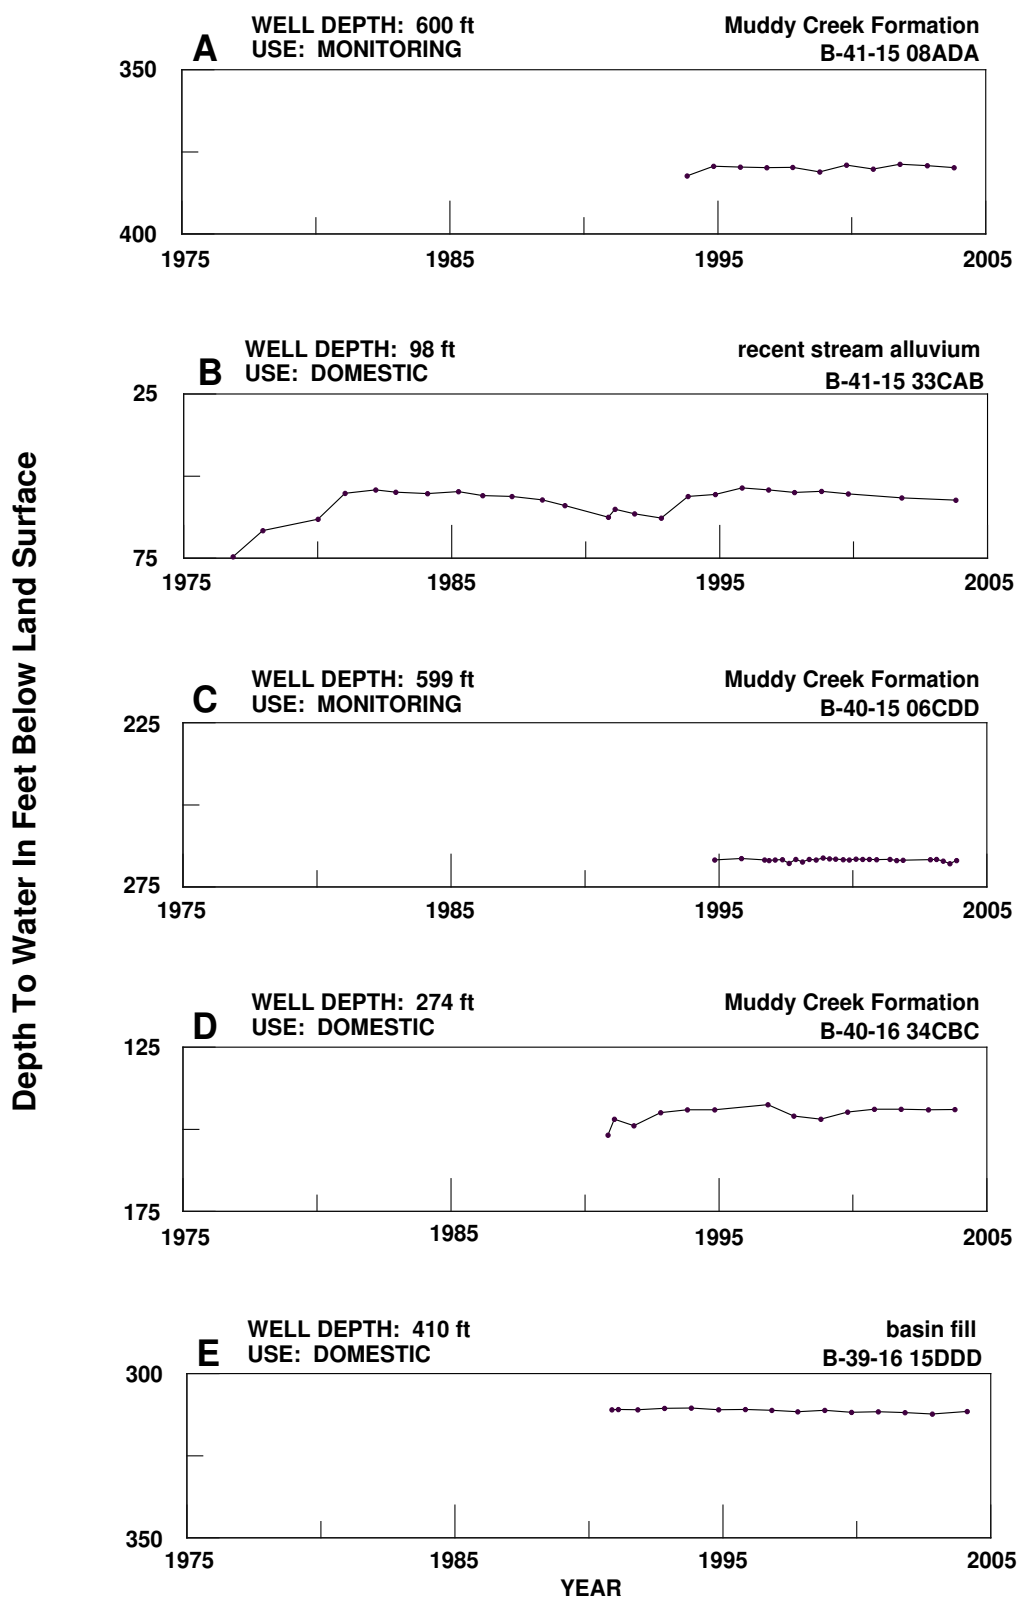 Depth To Water In Feet Below Land Surface
A
WELL DEPTH: 600 ft
USE: MONITORING
Muddy Creek Formation
B-41-15 08ADA
350
400
1975 1985 1995 2005
B
WELL DEPTH: 98 ft
USE: DOMESTIC
recent stream alluvium
B-41-15 33CAB
25
75
1975 1985 1995 2005
C
WELL DEPTH: 599 ft
USE: MONITORING
Muddy Creek Formation
B-40-15 06CDD
225
275
1975 1985 1995 2005
D
WELL DEPTH: 274 ft
USE: DOMESTIC
Muddy Creek Formation
B-40-16 34CBC
125
175
1975 1985 1995 2005
E
WELL DEPTH: 410 ft
USE: DOMESTIC
basin fill
B-39-16 15DDD
300
350
1975 1985 1995 2005
YEAR